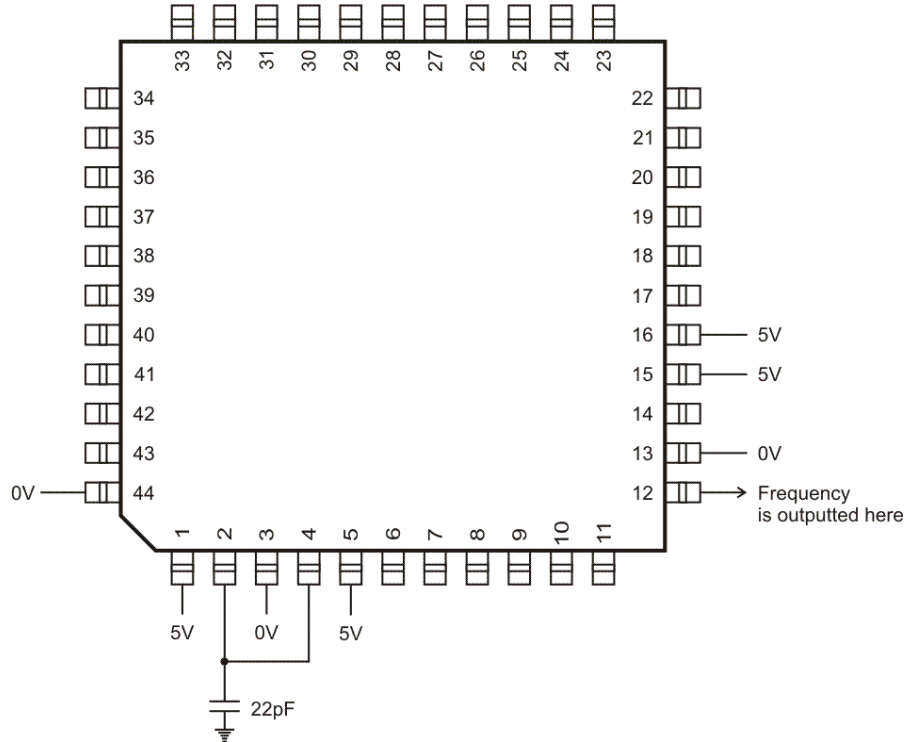 33 32 31 30 29 28 27 26 25 24 23
34 22
35 21
36 20
37 19
38 18
39 17
40 16 5V
41 15 5V
42 14
43 13 0V
0V 44 12 Frequency
is outputted here
1 2 3 4 5 6 7 8 9 10 11
5V 0V 5V
22pF